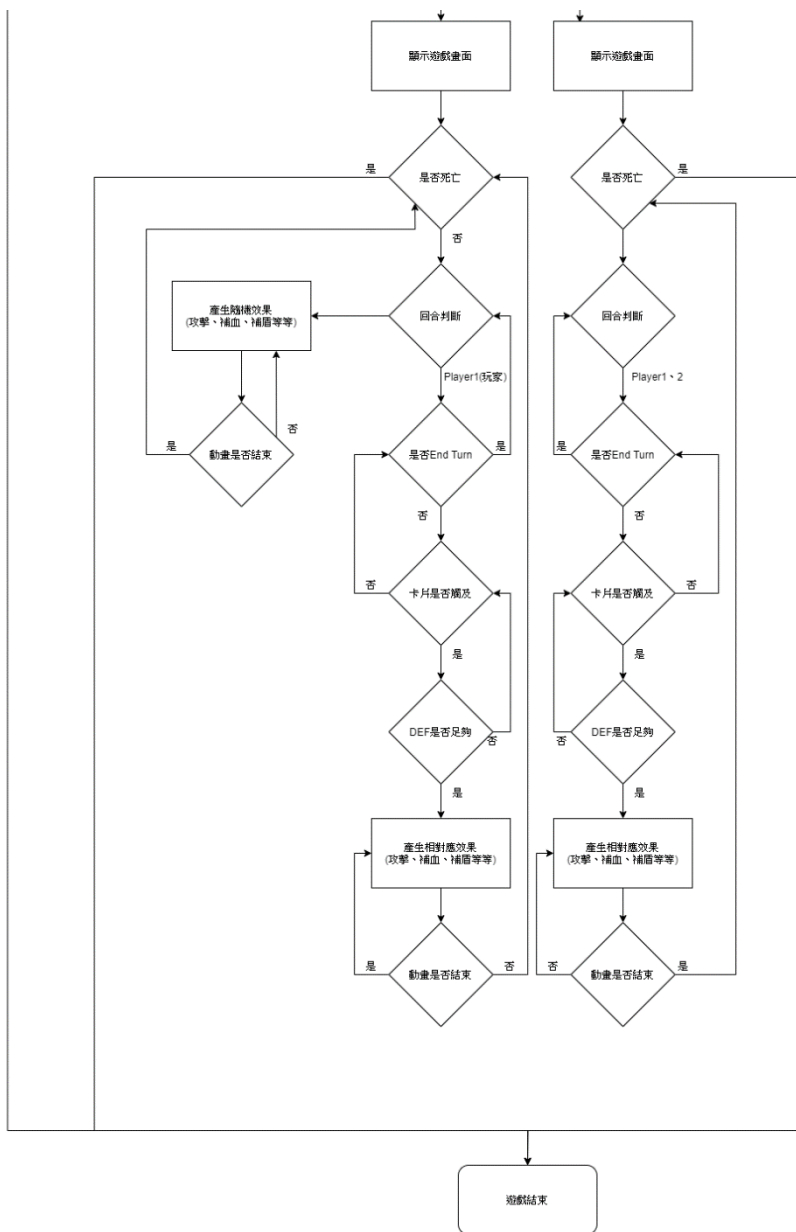 顯示遊戲畫面
顯示遊戲畫面
是
是否死亡
是否死亡
是
否
產生隨機效果
(攻擊、補血、補盾等等)
回合判斷
回合判斷
Player1(玩家)
Player1、2
否
是
動畫是否結束
是否End Turn
是
是
是否End Turn
否
否
否
卡片是否觸及
卡片是否觸及
否
是
是
DEF是否足夠
否
否
DEF是否足夠
是
是
產生相對應效果
(攻擊、補血、補盾等等)
產生相對應效果
(攻擊、補血、補盾等等)
是
動畫是否結束
否
否
動畫是否結束
是
遊戲結束